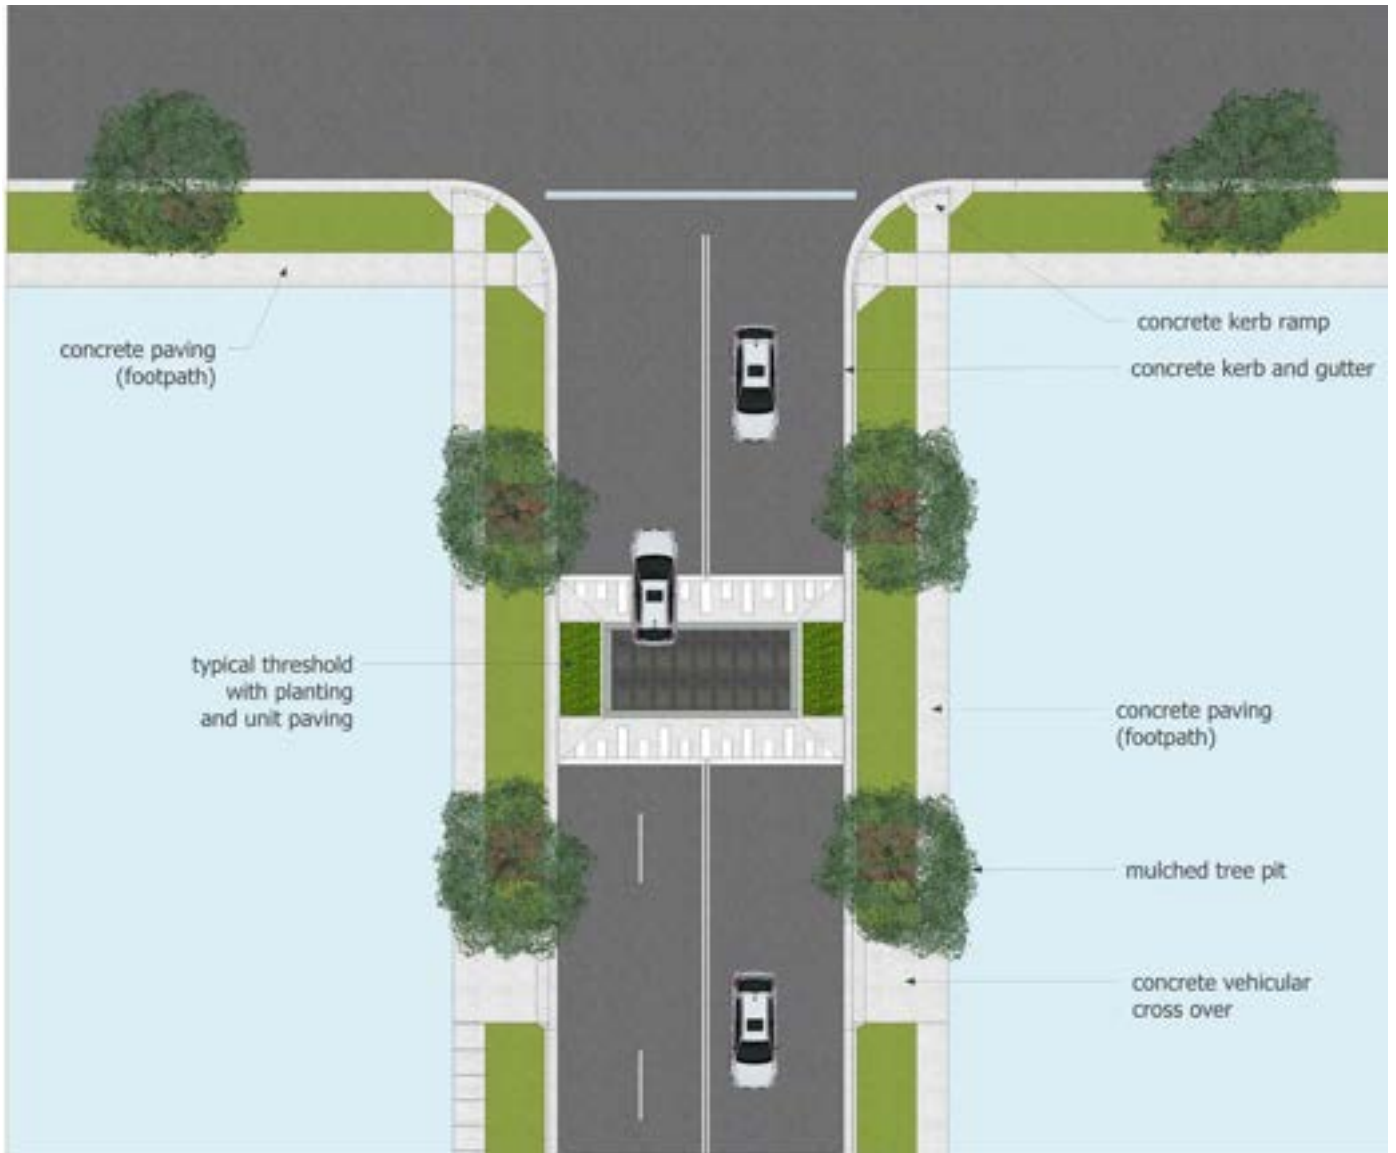 concrete paving
(footpath)
concrete kerb ramp
concrete kerb and gutter
typical threshold
with planting
and unit paving
concrete paving
(footpath)
mulched tree pit
concrete vehicular
cross over